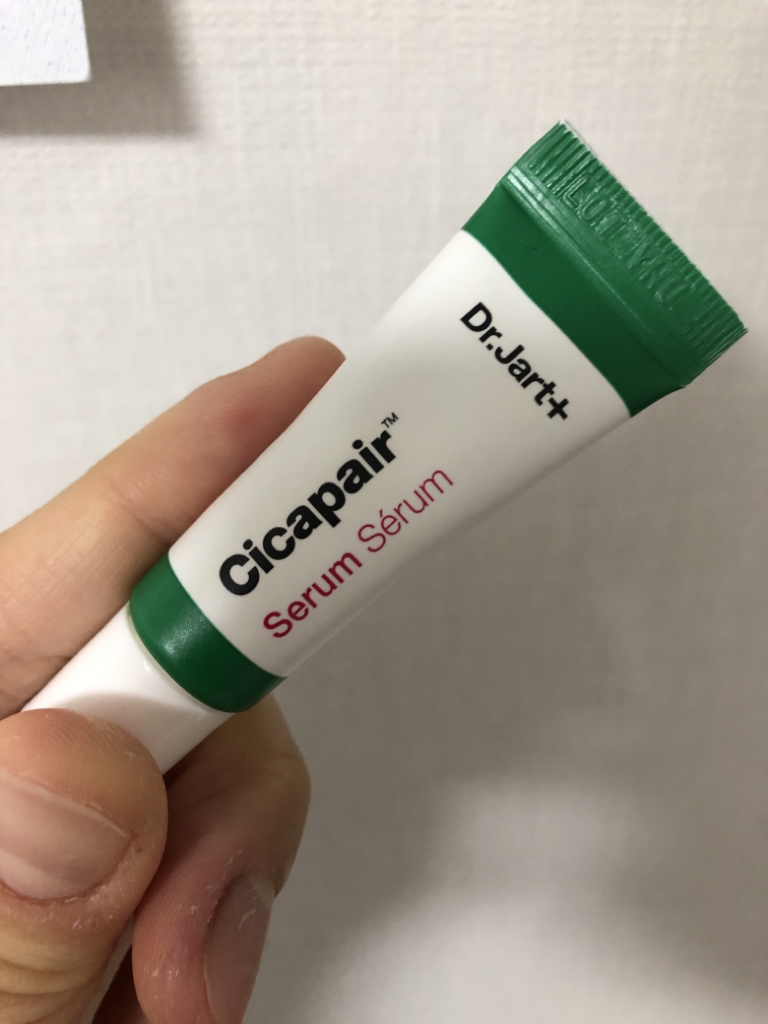 Dr.Jart+
Cicapair™
Serum Sérum